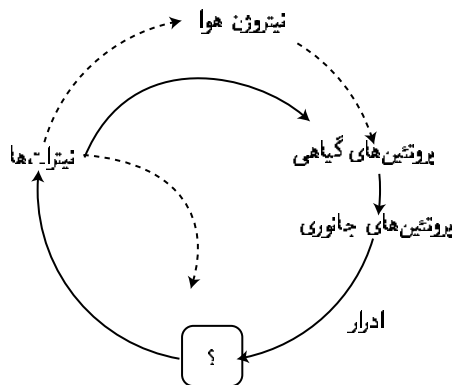 نیتروژن هوا
نیترات‌ها
پروتئین‌های گیاهی
پروتئین‌های جانوری
ادرار
؟